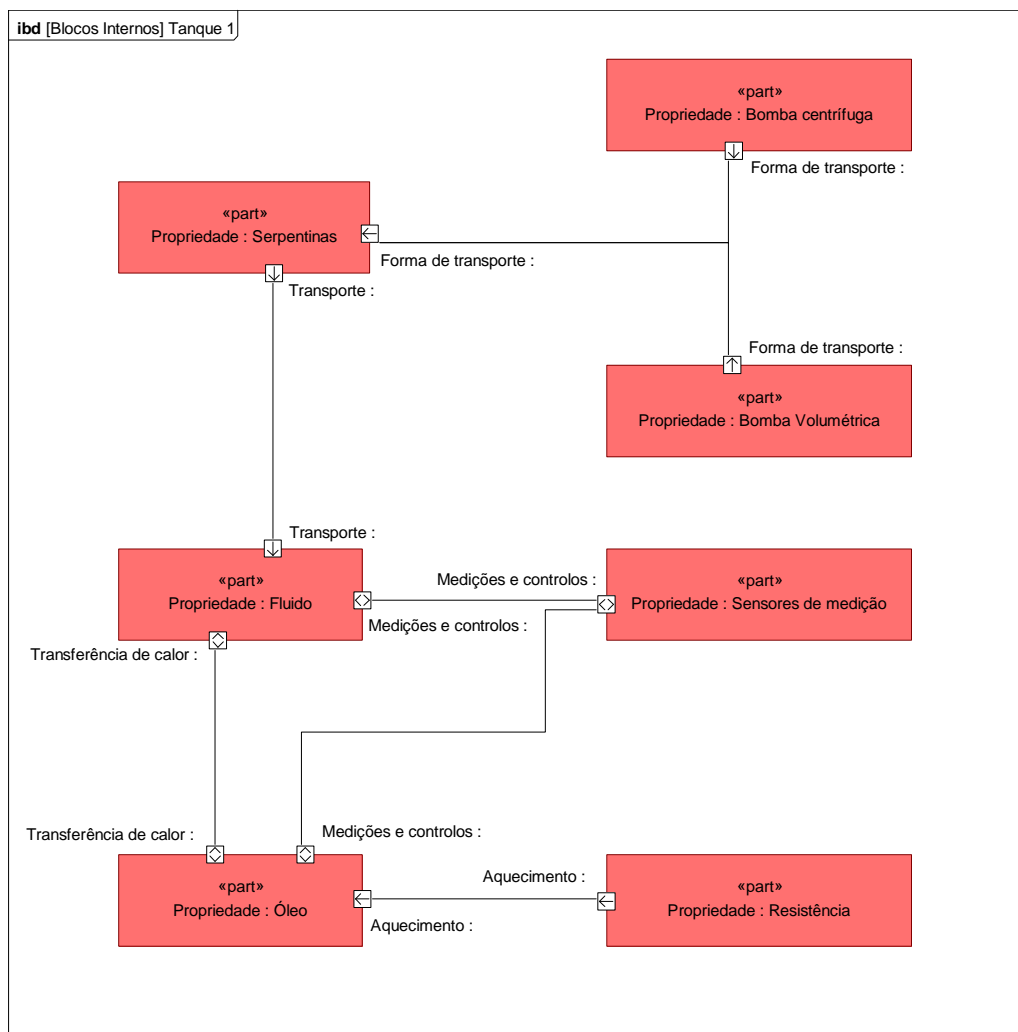 ibd [Blocos Internos] Tanque 1
«part»
Propriedade : Bomba centrífuga
Forma de transporte :
«part»
Propriedade : Serpentinas
Forma de transporte :
Transporte :
Forma de transporte :
«part»
Propriedade : Bomba Volumétrica
Transporte :
«part»
Propriedade : Fluido
Medições e controlos :
Medições e controlos :
«part»
Propriedade : Sensores de medição
Transferência de calor :
Transferência de calor :
Medições e controlos :
«part»
Propriedade : Óleo
Aquecimento :
Aquecimento :
«part»
Propriedade : Resistência